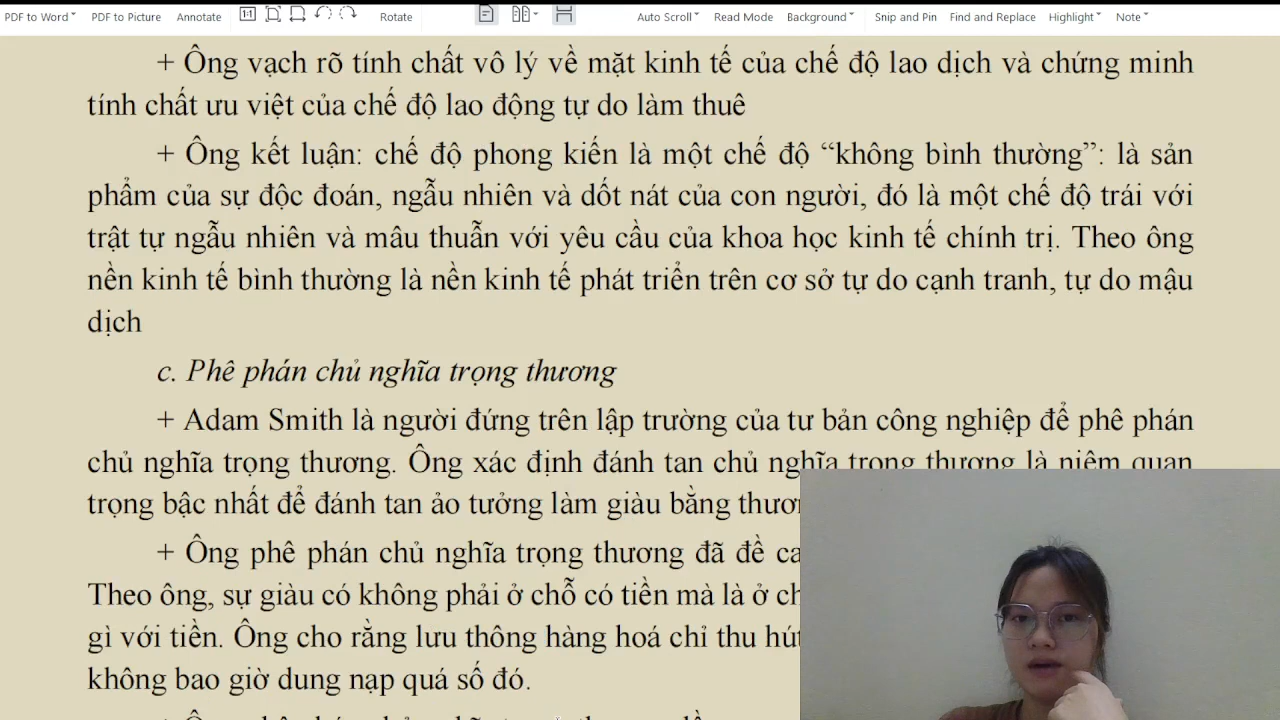 PDF to Word PDF to Picture Annotate 1:1 Rotate Auto Scroll Read Mode Background Snip and Pin Find and Replace Highlight Note
+ Ông vạch rõ tính chất vô lý về mặt kinh tế của chế độ lao dịch và chứng minh
tính chất ưu việt của chế độ lao động tự do làm thuê
+ Ông kết luận: chế độ phong kiến là một chế độ “không bình thường”: là sản
phẩm của sự độc đoán, ngẫu nhiên và dốt nát của con người, đó là một chế độ trái với
trật tự ngẫu nhiên và mâu thuẫn với yêu cầu của khoa học kinh tế chính trị. Theo ông
nền kinh tế bình thường là nền kinh tế phát triển trên cơ sở tự do cạnh tranh, tự do mậu
dịch
c. Phê phán chủ nghĩa trọng thương
+ Adam Smith là người đứng trên lập trường của tư bản công nghiệp để phê phán
chủ nghĩa trọng thương. Ông xác định đánh tan chủ nghĩa trọng thương là niệm quan
trọng bậc nhất để đánh tan ảo tưởng làm giàu bằng
+ Ông phê phán chủ nghĩa trọng thương đã đề
Theo ông, sự giàu có không phải ở chỗ có tiền mà là ở
gì với tiền. Ông cho rằng lưu thông hàng hoá chỉ thu hút
không bao giờ dung nạp quá số đó.